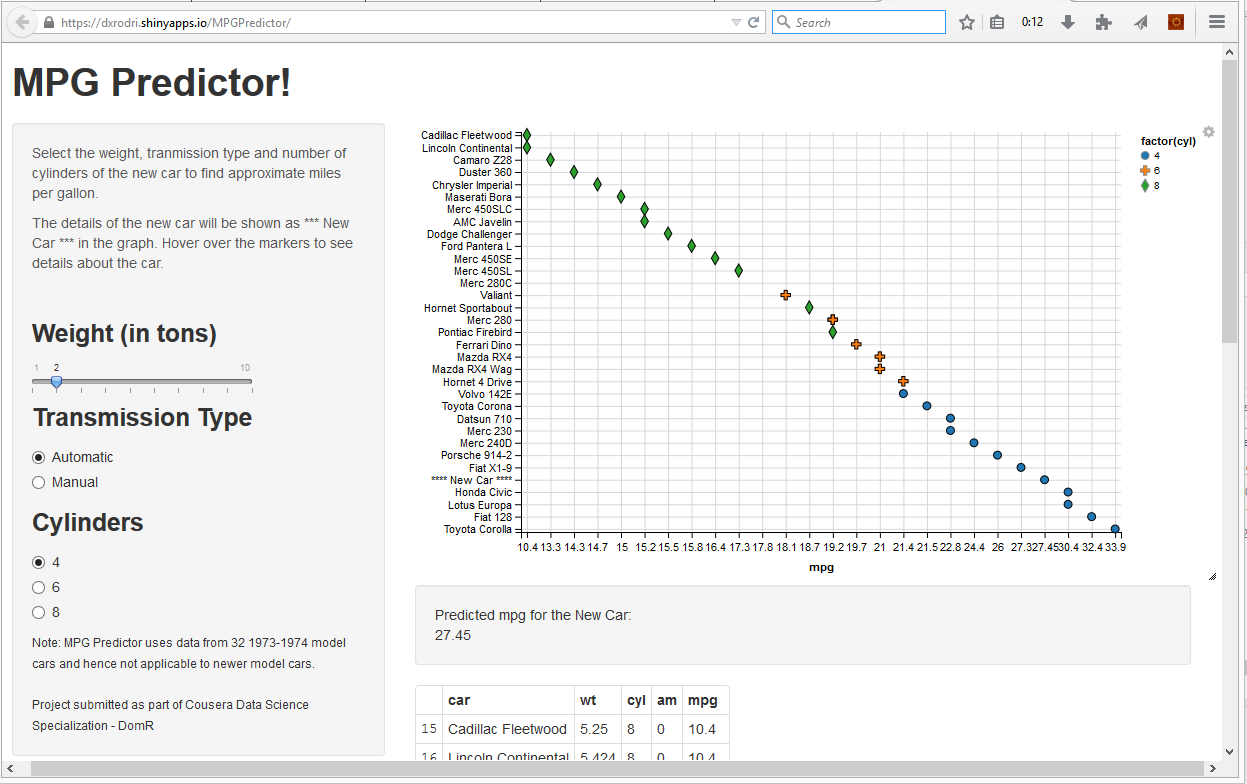 https://dxrodri.shinyapps.io/MPGPredictor/
Search
0:12
MPG Predictor!
Select the weight, tranmission type and number of
cylinders of the new car to find approximate miles
per gallon.
The details of the new car will be shown as *** New
Car *** in the graph. Hover over the markers to see
details about the car.
Weight (in tons)
1 2 10
Transmission Type
Automatic
Manual
Cylinders
4
6
8
Note: MPG Predictor uses data from 32 1973-1974 model
cars and hence not applicable to newer model cars.
Project submitted as part of Cousera Data Science
Specialization - DomR
Cadillac Fleetwood
Lincoln Continental
Camaro Z28
Duster 360
Chrysler Imperial
Maserati Bora
Merc 450SLC
AMC Javelin
Dodge Challenger
Ford Pantera L
Merc 450SE
Merc 450SL
Merc 280C
Valiant
Hornet Sportabout
Merc 280
Pontiac Firebird
Ferrari Dino
Mazda RX4
Mazda RX4 Wag
Hornet 4 Drive
Volvo 142E
Toyota Corona
Datsun 710
Merc 230
Merc 240D
Porsche 914-2
Fiat X1-9
**** New Car ****
Honda Civic
Lotus Europa
Fiat 128
Toyota Corolla
10.4 13.3 14.3 14.7 15 15.2 15.5 15.8 16.4 17.3 17.8 18.1 18.7 19.2 19.7 21 21.4 21.5 22.8 24.4 26 27.3 27.45 30.4 32.4 33.9
mpg
factor(cyl)
4
6
8
Predicted mpg for the New Car:
27.45
car wt cyl am mpg
15 Cadillac Fleetwood 5.25 8 0 10.4
16 Lincoln Continental 5.424 8 0 10.4